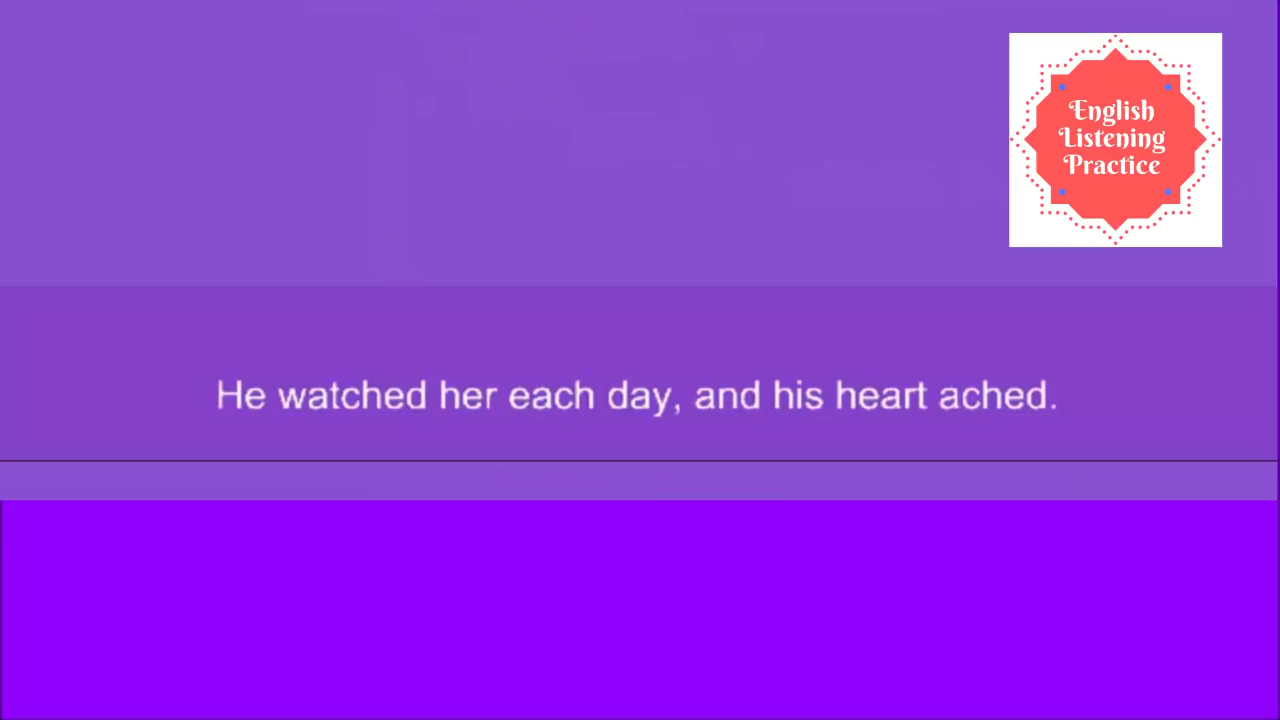 English
Listening
Practice
He watched her each day, and his heart ached.